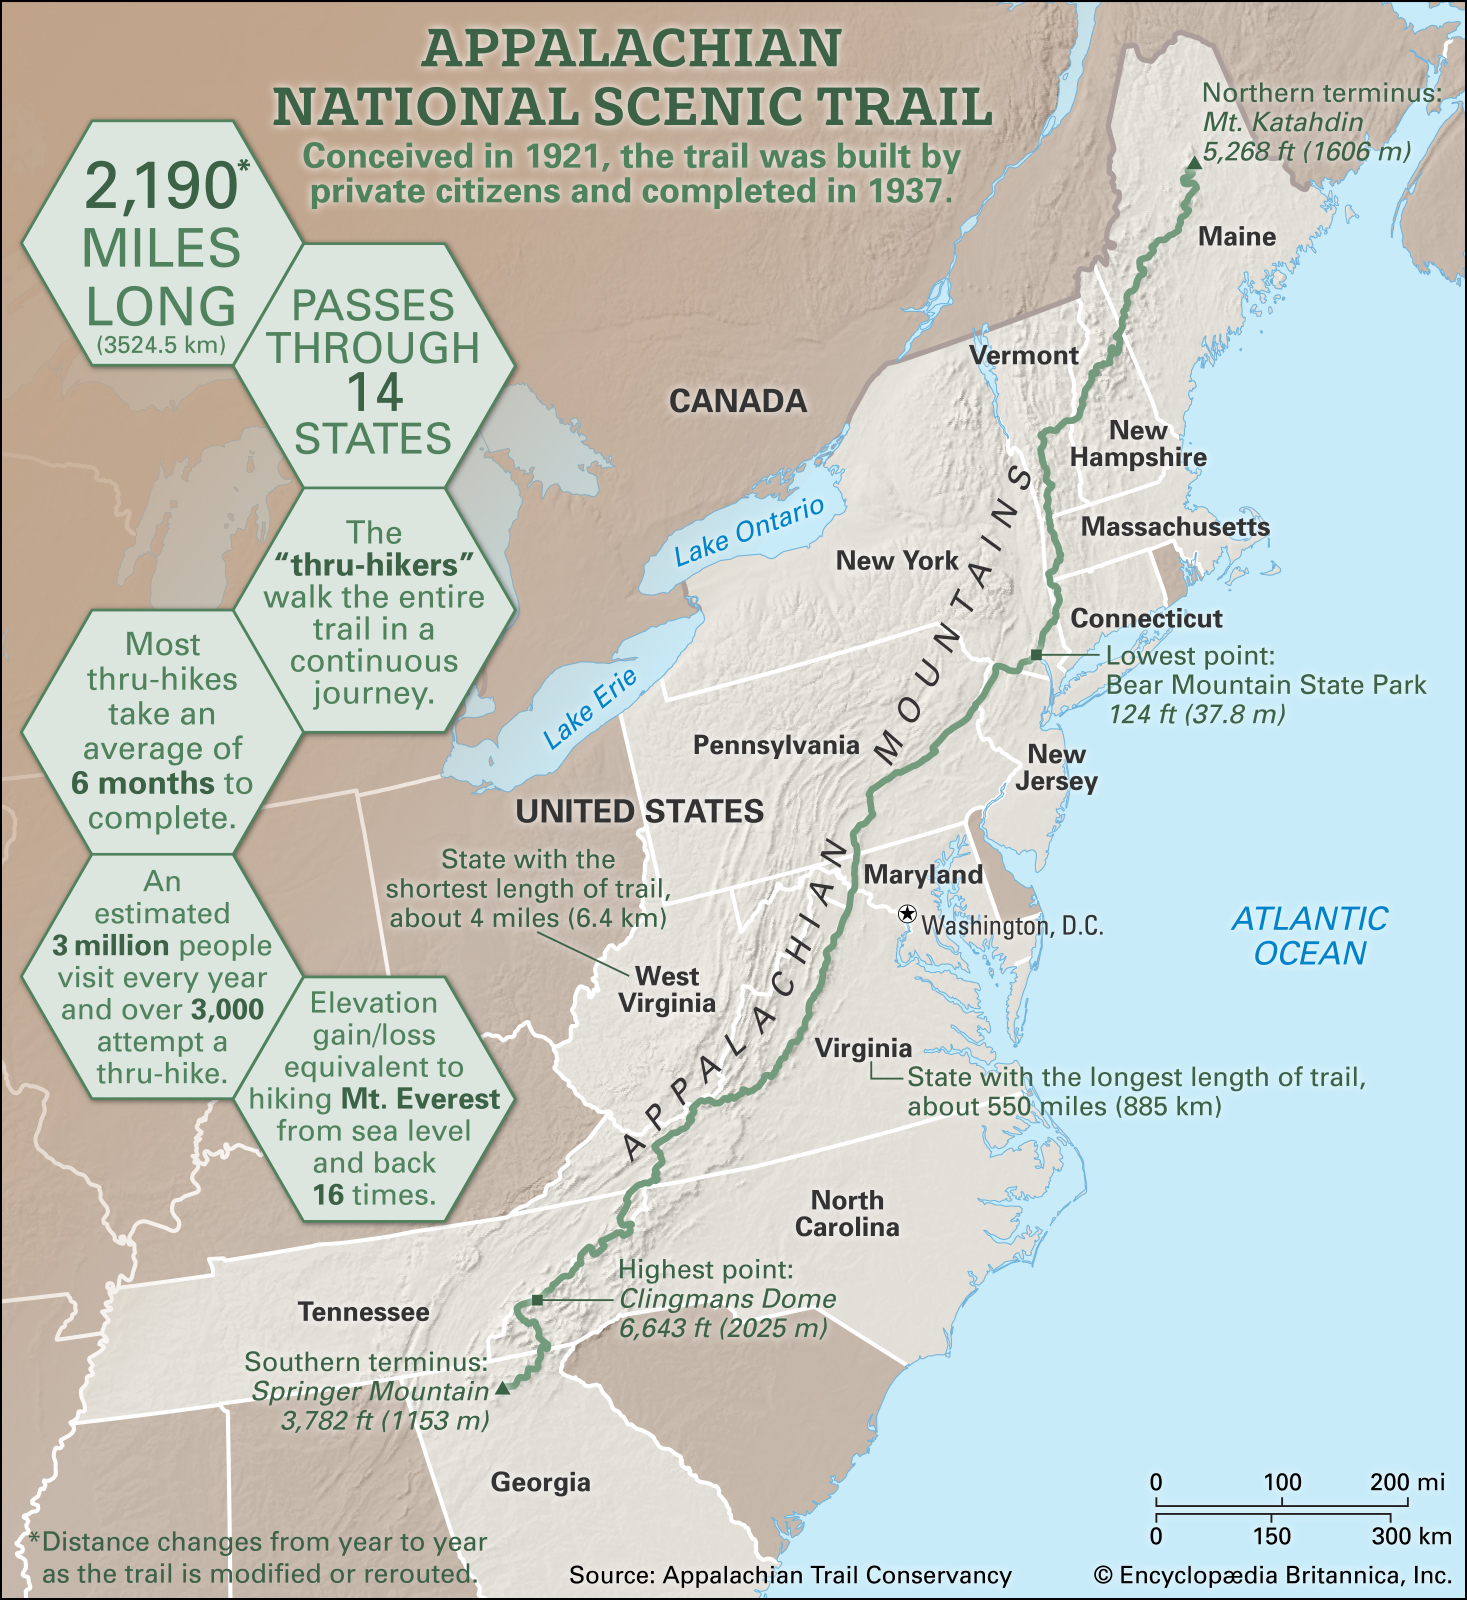 APPALACHIAN
NATIONAL SCENIC TRAIL
Conceived in 1921, the trail was built by
private citizens and completed in 1937.
2,190*
MILES
LONG
(3524.5 km)
PASSES
THROUGH
14
STATES
The
“thru-hikers”
walk the entire
trail in a
continuous
journey.
Most
thru-hikes
take an
average of
6 months to
complete.
An
estimated
3 million people
visit every year
and over 3,000
attempt a
thru-hike.
Elevation
gain/loss
equivalent to
hiking Mt. Everest
from sea level
and back
16 times.
Northern terminus:
Mt. Katahdin
5,268 ft (1606 m)
Maine
Vermont
CANADA
New
Hampshire
Lake Ontario
Massachusetts
New York
Connecticut
Lowest point:
Bear Mountain State Park
124 ft (37.8 m)
Lake Erie
Pennsylvania
New
Jersey
UNITED STATES
APPALACHIAN MOUNTAINS
State with the
shortest length of trail,
about 4 miles (6.4 km)
Maryland
Washington, D.C.
ATLANTIC
OCEAN
West
Virginia
Virginia
State with the longest length of trail,
about 550 miles (885 km)
North
Carolina
Highest point:
Clingmans Dome
6,643 ft (2025 m)
Tennessee
Southern terminus:
Springer Mountain
3,782 ft (1153 m)
Georgia
0 100 200 mi
0 150 300 km
*Distance changes from year to year
as the trail is modified or rerouted.
Source: Appalachian Trail Conservancy
© Encyclopædia Britannica, Inc.